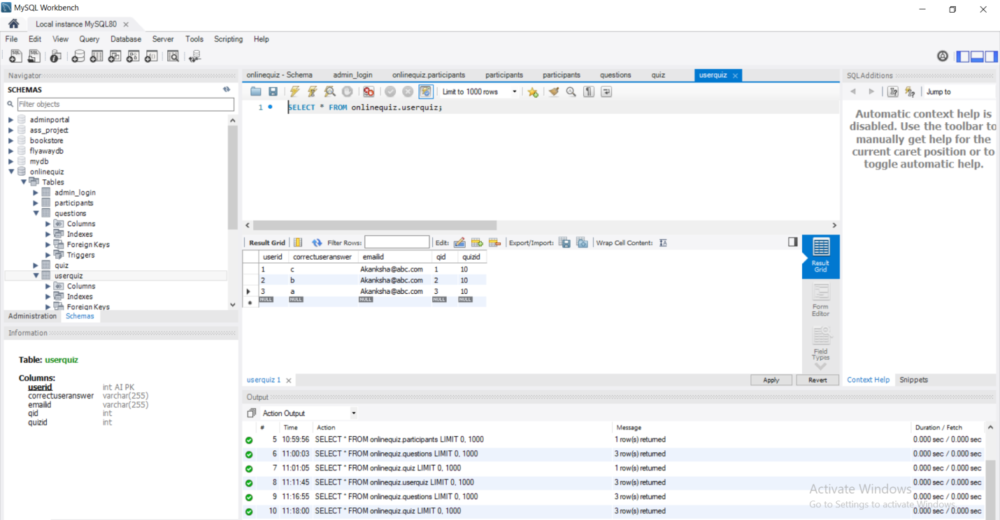 MySQL Workbench
Local instance MySQL80
File Edit View Query Database Server Tools Scripting Help
Navigator
SCHEMAS
Filter objects
adminportal
ass_project
bookstore
flyawaydb
mydb
onlinequiz
Tables
admin_login
participants
questions
Columns
Indexes
Foreign Keys
Triggers
quiz
userquiz
Columns
Indexes
Foreign Keys
Administration Schemas
Information
Table: userquiz
Columns:
userid int AI PK
correctuseranswer varchar(255)
emailid varchar(255)
qid int
quizid int
onlinequiz - Schema admin_login onlinequiz.participants participants participants questions quiz userquiz
Limit to 1000 rows
1 SELECT * FROM onlinequiz.userquiz;
Result Grid Filter Rows: Edit: Export/Import: Wrap Cell Content:
userid correctuseranswer emailid qid quizid
1 c Akanksha@abc.com 1 10
2 b Akanksha@abc.com 2 10
3 a Akanksha@abc.com 3 10
NULL NULL NULL NULL NULL
Result Grid
Form Editor
Field Types
userquiz 1 Apply Revert
SQLAdditions
Jump to
Automatic context help is
disabled. Use the toolbar to
manually get help for the
current caret position or to
toggle automatic help.
Context Help Snippets
Output
Action Output
# Time Action Message Duration / Fetch
5 10:59:56 SELECT * FROM onlinequiz.participants LIMIT 0, 1000 1 row(s) returned 0.000 sec / 0.000 sec
6 11:00:03 SELECT * FROM onlinequiz.questions LIMIT 0, 1000 3 row(s) returned 0.000 sec / 0.000 sec
7 11:01:05 SELECT * FROM onlinequiz.quiz LIMIT 0, 1000 1 row(s) returned 0.000 sec / 0.000 sec
8 11:11:45 SELECT * FROM onlinequiz.userquiz LIMIT 0, 1000 3 row(s) returned 0.000 sec / 0.000 sec
9 11:16:55 SELECT * FROM onlinequiz.questions LIMIT 0, 1000 3 row(s) returned 0.000 sec / 0.000 sec
10 11:18:00 SELECT * FROM onlinequiz.quiz LIMIT 0, 1000 1 row(s) returned 0.000 sec / 0.000 sec
Activate Windows
Go to Settings to activate Windows.